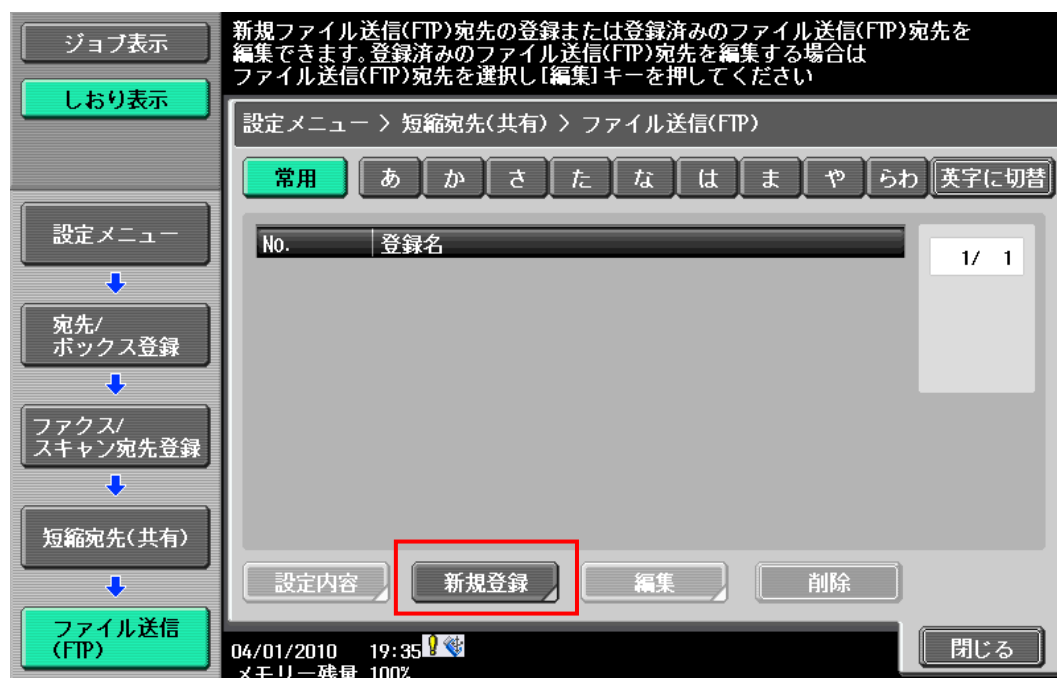 ジョブ表示
しおり表示
設定メニュー
宛先/
ボックス登録
ファクス/
スキャン宛先登録
短縮宛先(共有)
ファイル送信
(FTP)
新規ファイル送信(FTP)宛先の登録または登録済みのファイル送信(FTP)宛先を
編集できます。登録済みのファイル送信(FTP)宛先を編集する場合は
ファイル送信(FTP)宛先を選択し[編集]キーを押してください
設定メニュー > 短縮宛先(共有) > ファイル送信(FTP)
常用 あ か さ た な は ま や らわ 英字に切替
No. 登録名
1/ 1
設定内容 新規登録 編集 削除
04/01/2010 19:35
メモリー残量 100%
閉じる